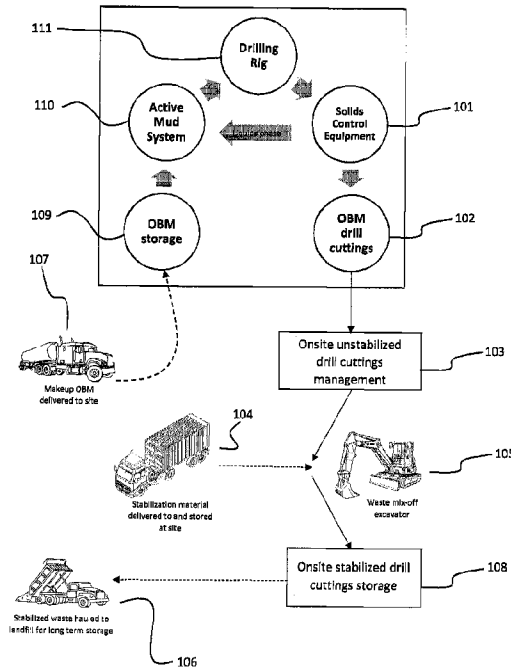 111
Drilling
Rig
110
Active
Mud
System
Solids
Control
Equipment
101
109
OBM
storage
OBM
drill
cuttings
102
107
Makeup OBM
delivered to site
Onsite unstabilized
drill cuttings
management
103
104
Stabilization material
delivered to and stored
at site
105
Waste mix-off
excavator
Stabilized waste hauled to
landfill for long term storage
106
Onsite stabilized drill
cuttings storage
108